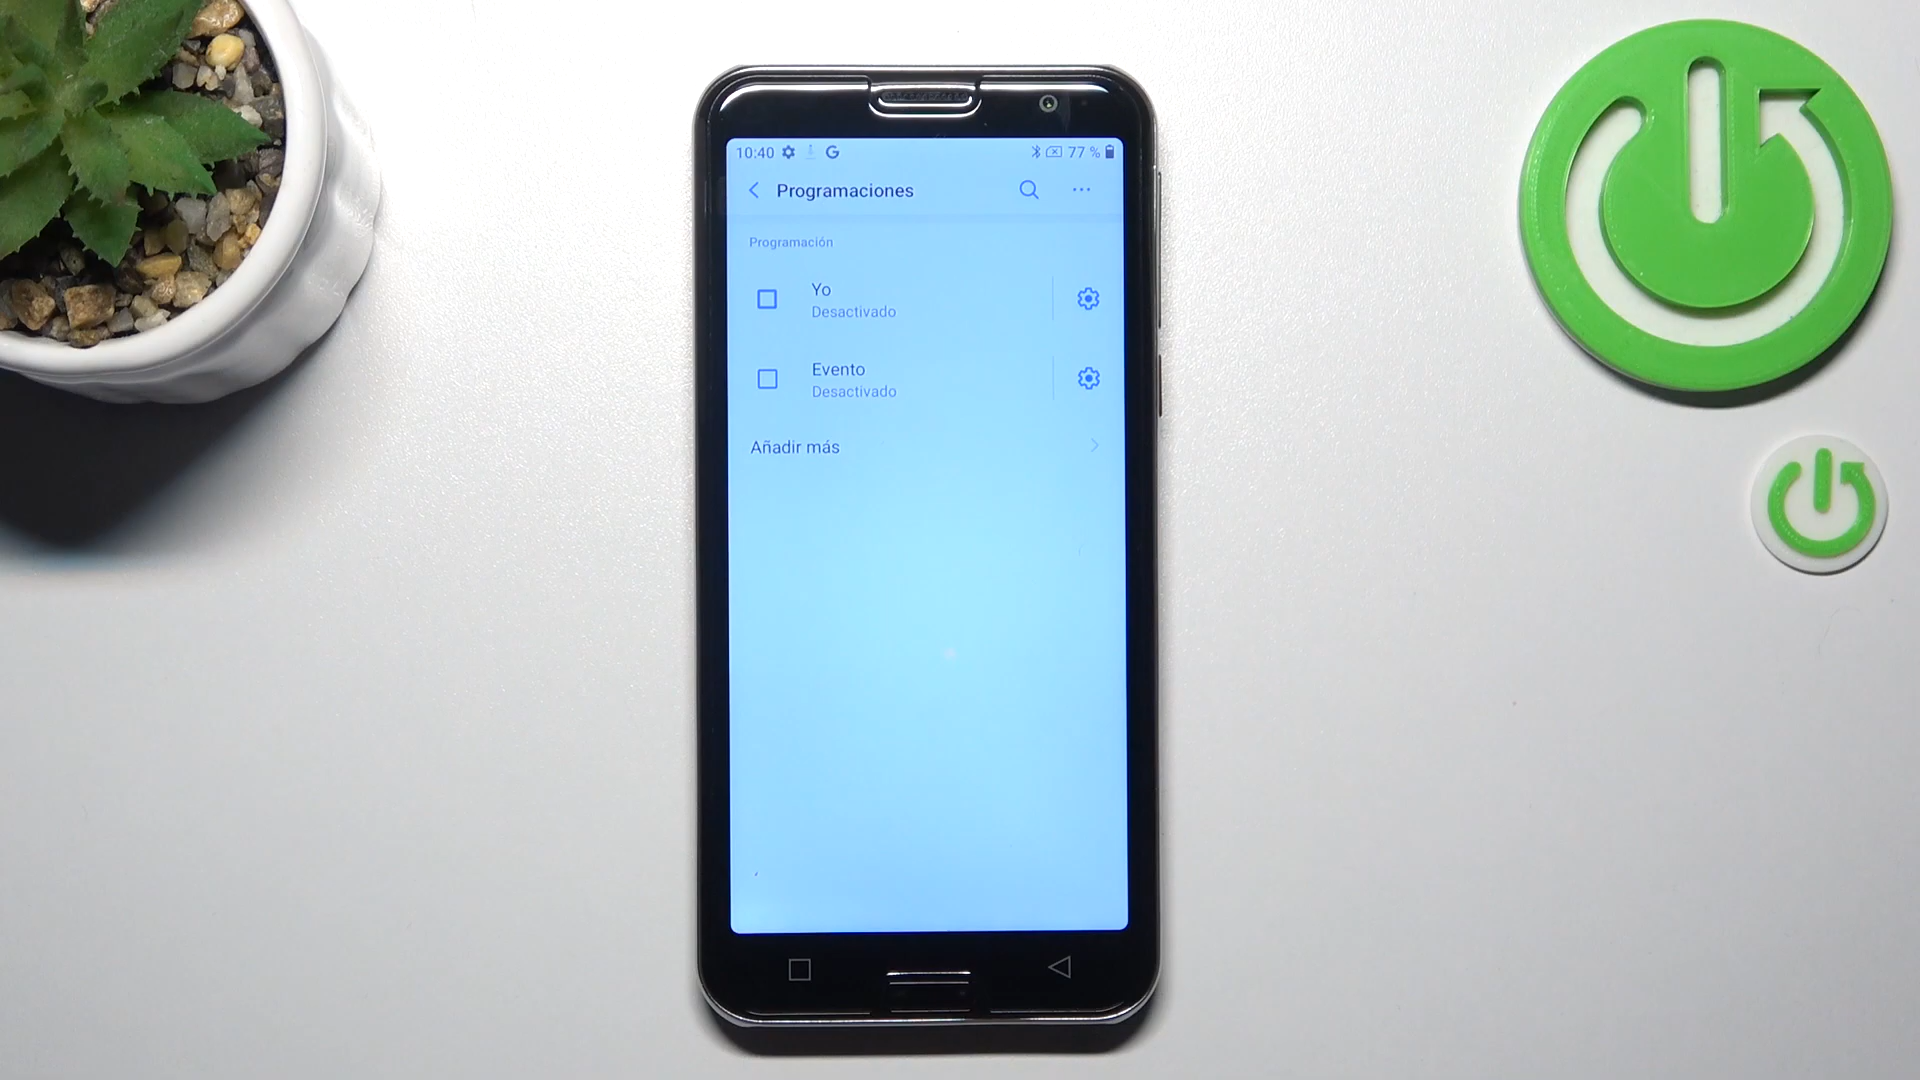 10:40 77 %
Programaciones
Programación
Yo
Desactivado
Evento
Desactivado
Añadir más